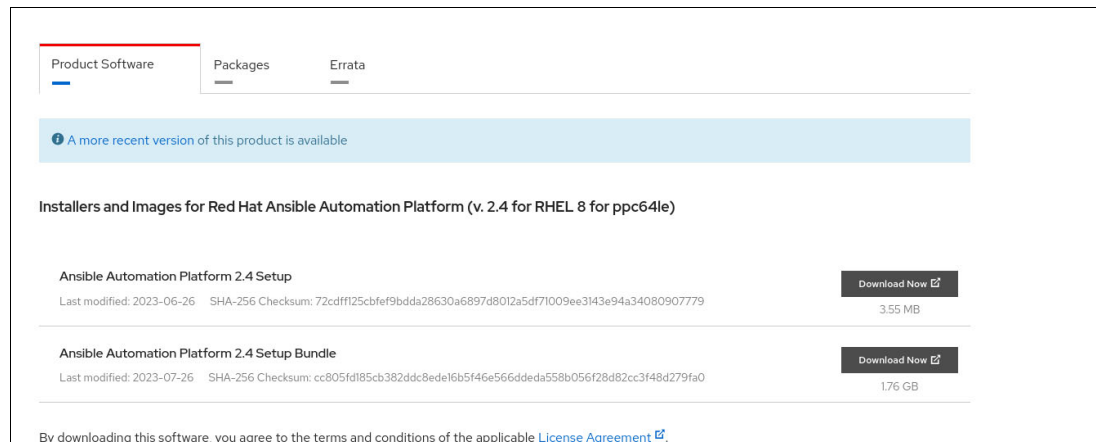 Product Software Packages Errata
A more recent version of this product is available
Installers and Images for Red Hat Ansible Automation Platform (v. 2.4 for RHEL 8 for ppc64le)
Ansible Automation Platform 2.4 Setup
Last modified: 2023-06-26 SHA-256 Checksum: 72cdff125cbfef9bdda28630a6897d8012a5df71009ee3143e94a34080907779
Download Now
3.55 MB
Ansible Automation Platform 2.4 Setup Bundle
Last modified: 2023-07-26 SHA-256 Checksum: cc805fd185cb382ddc8ede16b5f46e566ddeda558b056f28d82cc3f48d279fa0
Download Now
1.76 GB
By downloading this software, you agree to the terms and conditions of the applicable License Agreement.